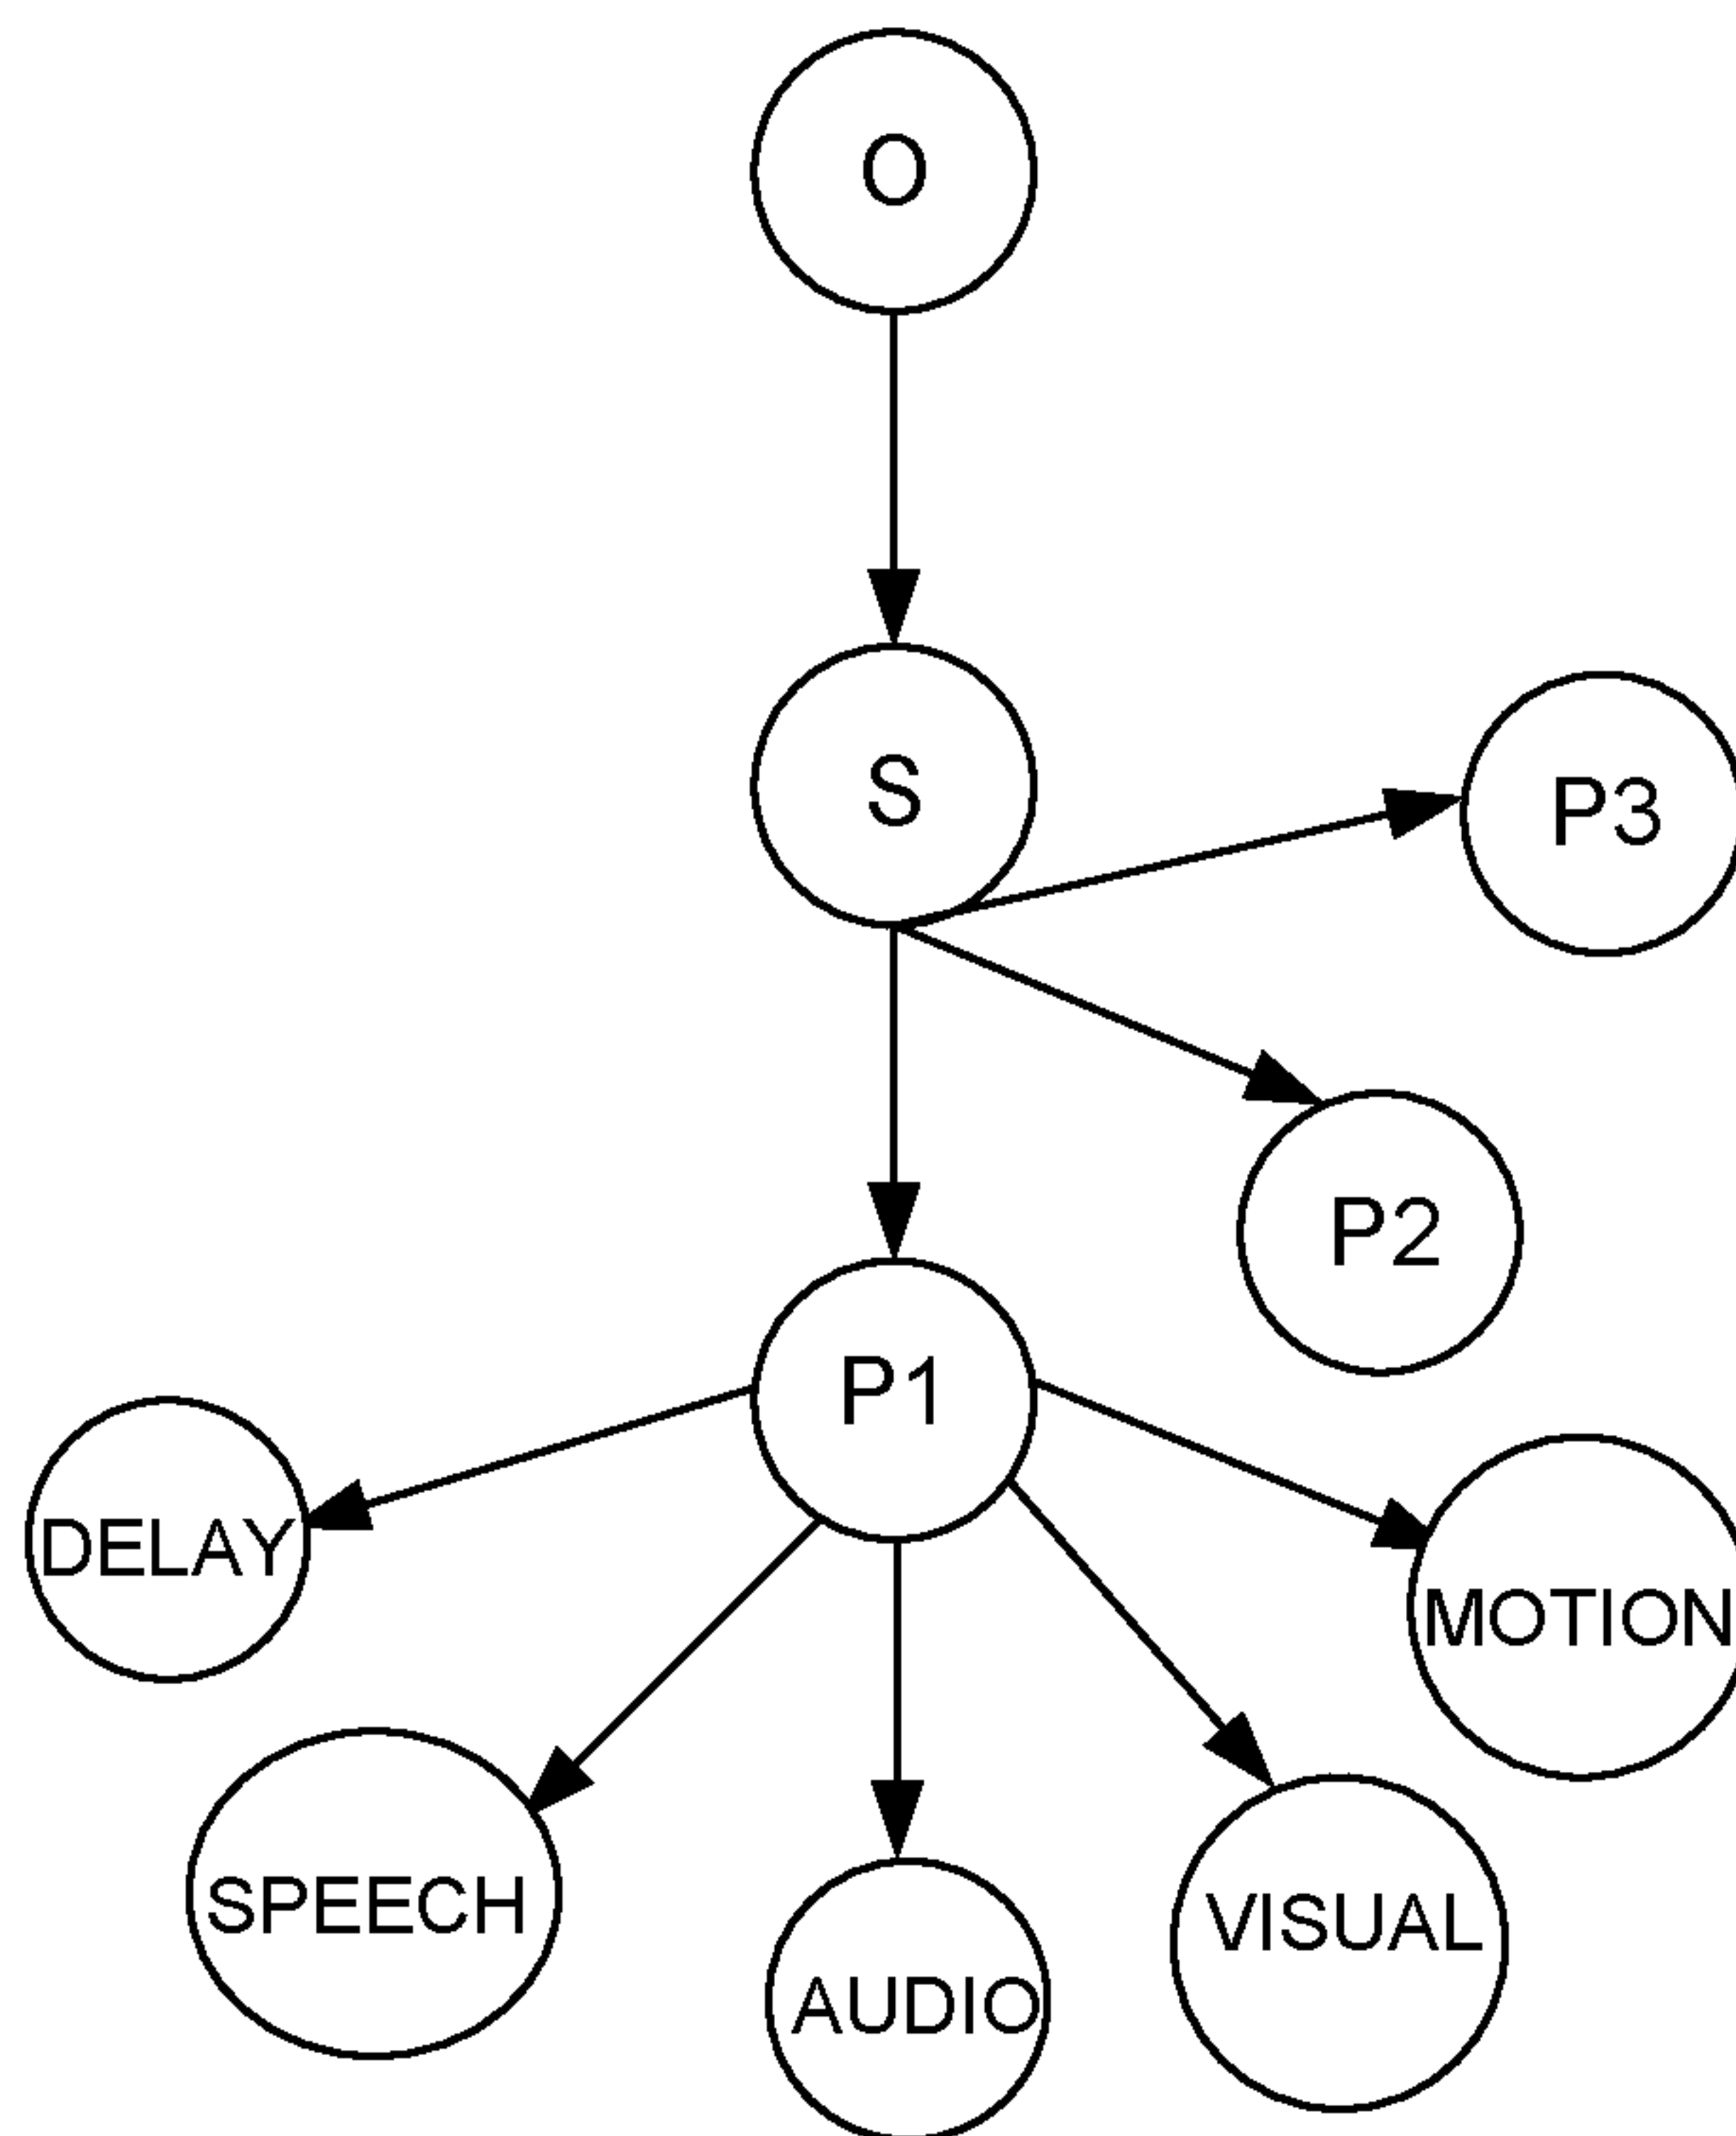 O
S
P3
P2
P1
DELAY
MOTION
SPEECH
VISUAL
AUDIO